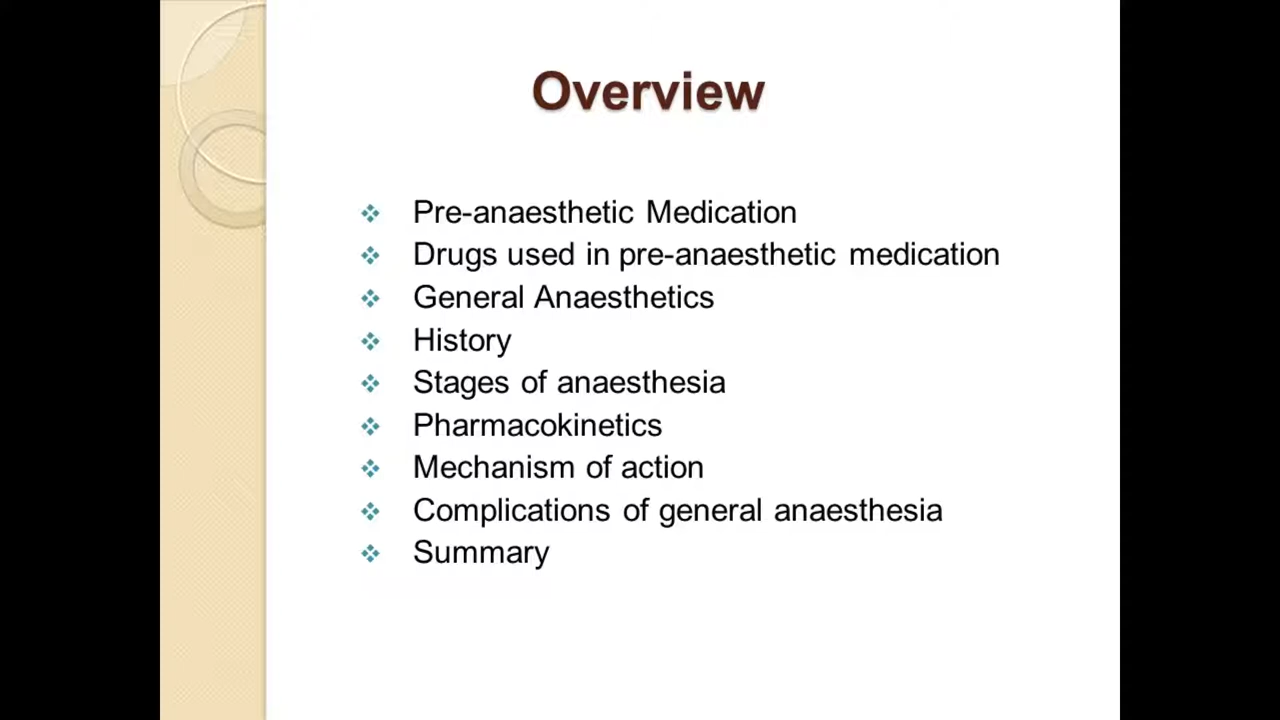 Overview
Pre-anaesthetic Medication
Drugs used in pre-anaesthetic medication
General Anaesthetics
History
Stages of anaesthesia
Pharmacokinetics
Mechanism of action
Complications of general anaesthesia
Summary